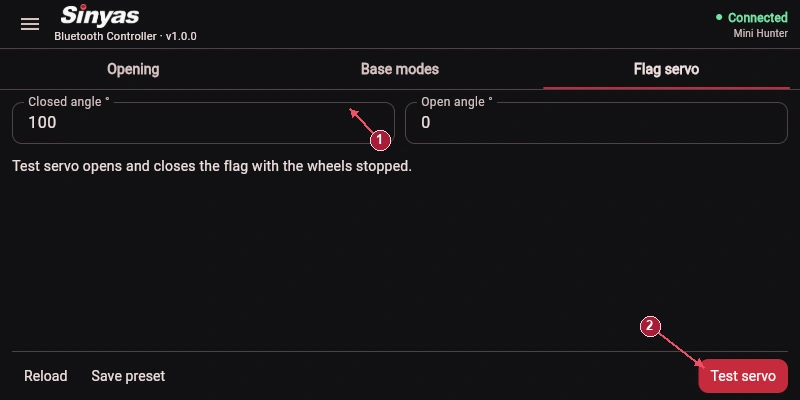 Sinyas
Bluetooth Controller · v1.0.0
Connected
Mini Hunter
Opening
Base modes
Flag servo
Closed angle °
100
Open angle °
0
1
Test servo opens and closes the flag with the wheels stopped.
2
Reload
Save preset
Test servo